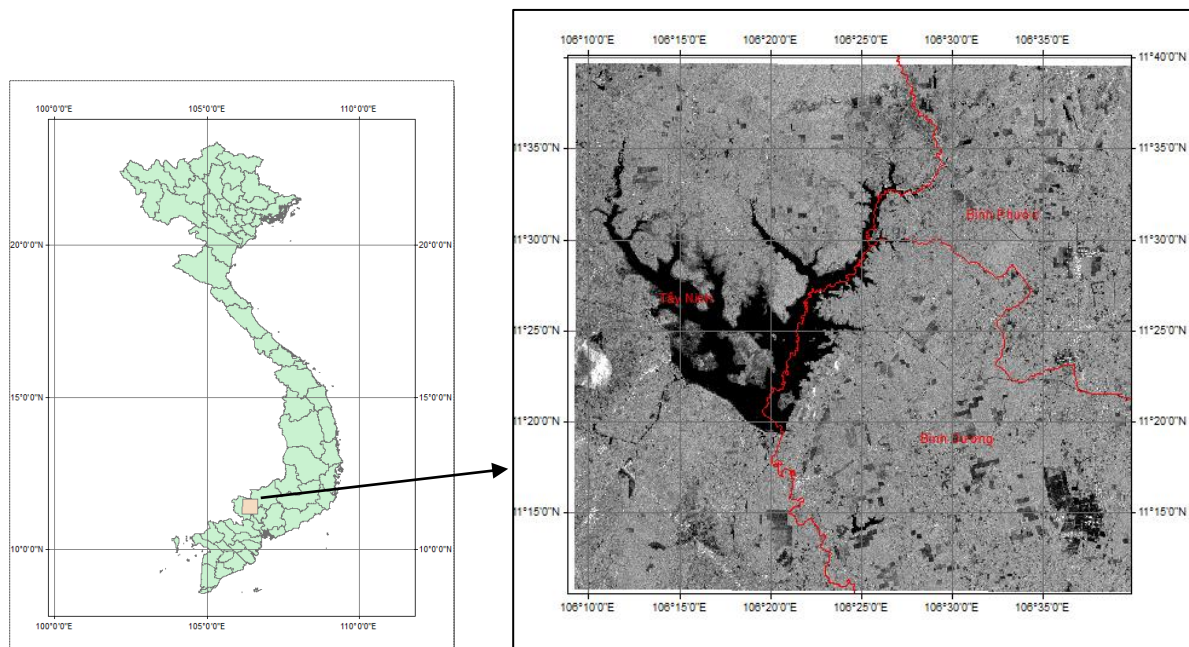 100°0'0"E 105°0'0"E 110°0'0"E
20°0'0"N 20°0'0"N
15°0'0"N 15°0'0"N
10°0'0"N 10°0'0"N
100°0'0"E 105°0'0"E 110°0'0"E
106°10'0"E 106°15'0"E 106°20'0"E 106°25'0"E 106°30'0"E 106°35'0"E
11°40'0"N
11°35'0"N 11°35'0"N
Bình Phước
11°30'0"N 11°30'0"N
Tây Ninh
11°25'0"N 11°25'0"N
11°20'0"N 11°20'0"N
Bình Dương
11°15'0"N 11°15'0"N
106°10'0"E 106°15'0"E 106°20'0"E 106°25'0"E 106°30'0"E 106°35'0"E